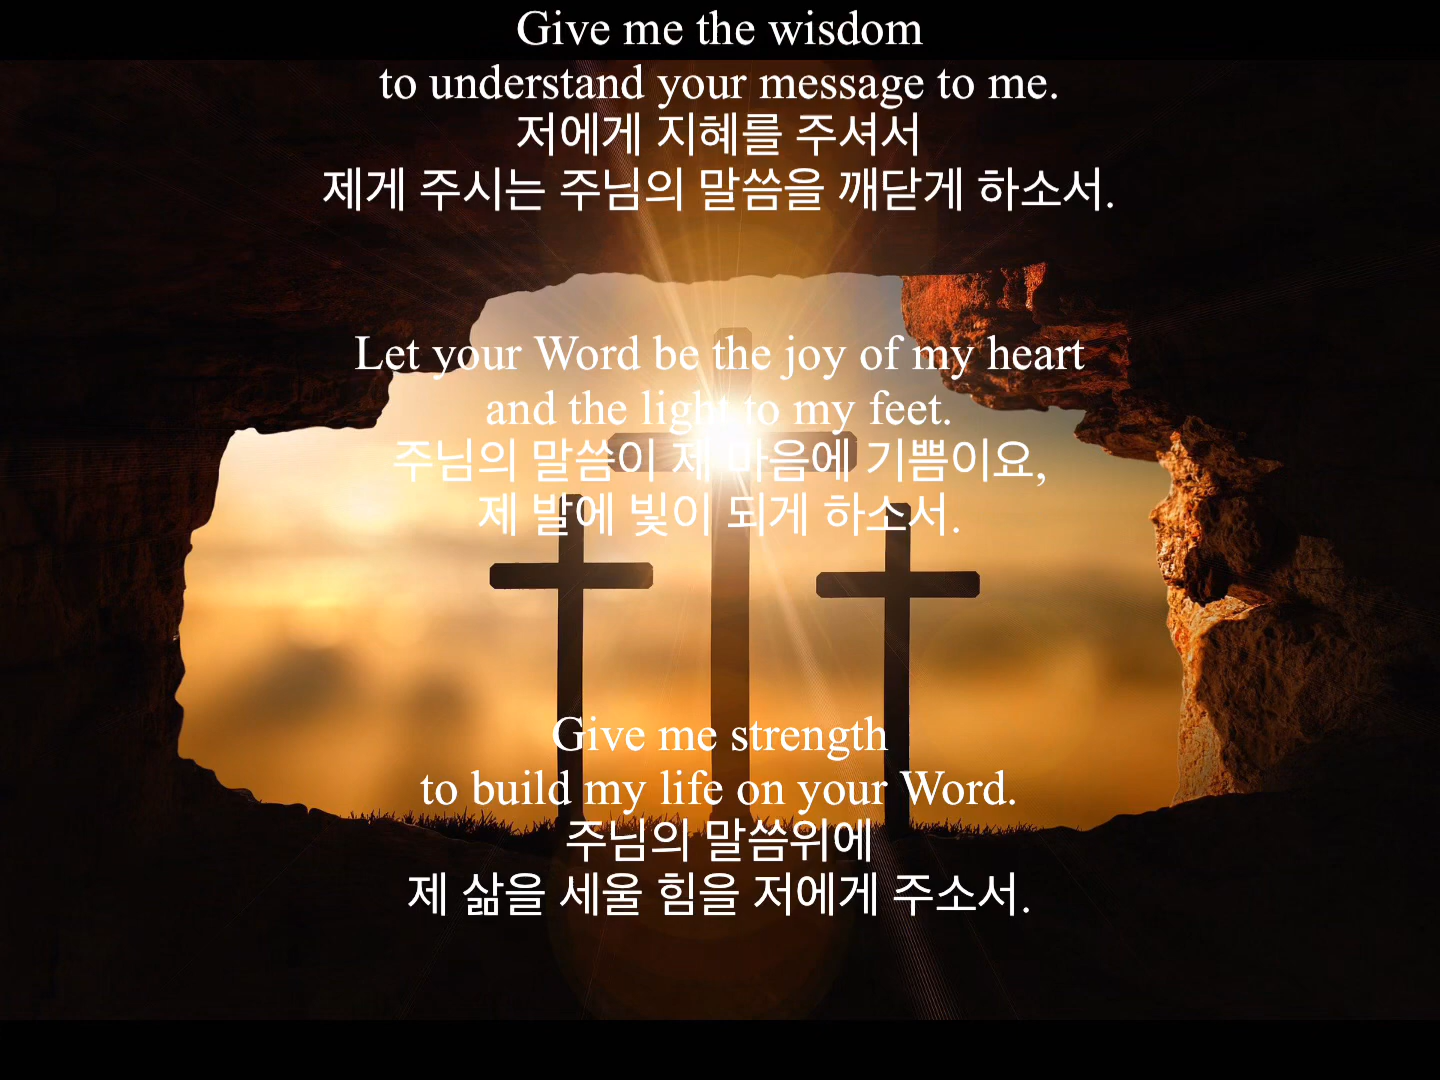 Give me the wisdom
to understand your message to me.
저에게 지혜를 주셔서
제게 주시는 주님의 말씀을 깨닫게 하소서.
Let your Word be the joy of my heart
and the light to my feet.
주님의 말씀이 제 마음에 기쁨이요,
제 발에 빛이 되게 하소서.
Give me strength
to build my life on your Word.
주님의 말씀위에
제 삶을 세울 힘을 저에게 주소서.